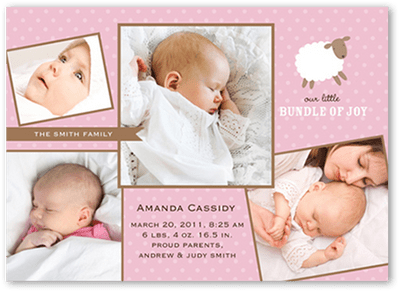 our little
BUNDLE OF JOY
THE SMITH FAMILY
AMANDA CASSIDY
MARCH 20, 2011, 8:25 AM
6 LBS, 4 OZ. 16.5 IN.
PROUD PARENTS,
ANDREW & JUDY SMITH